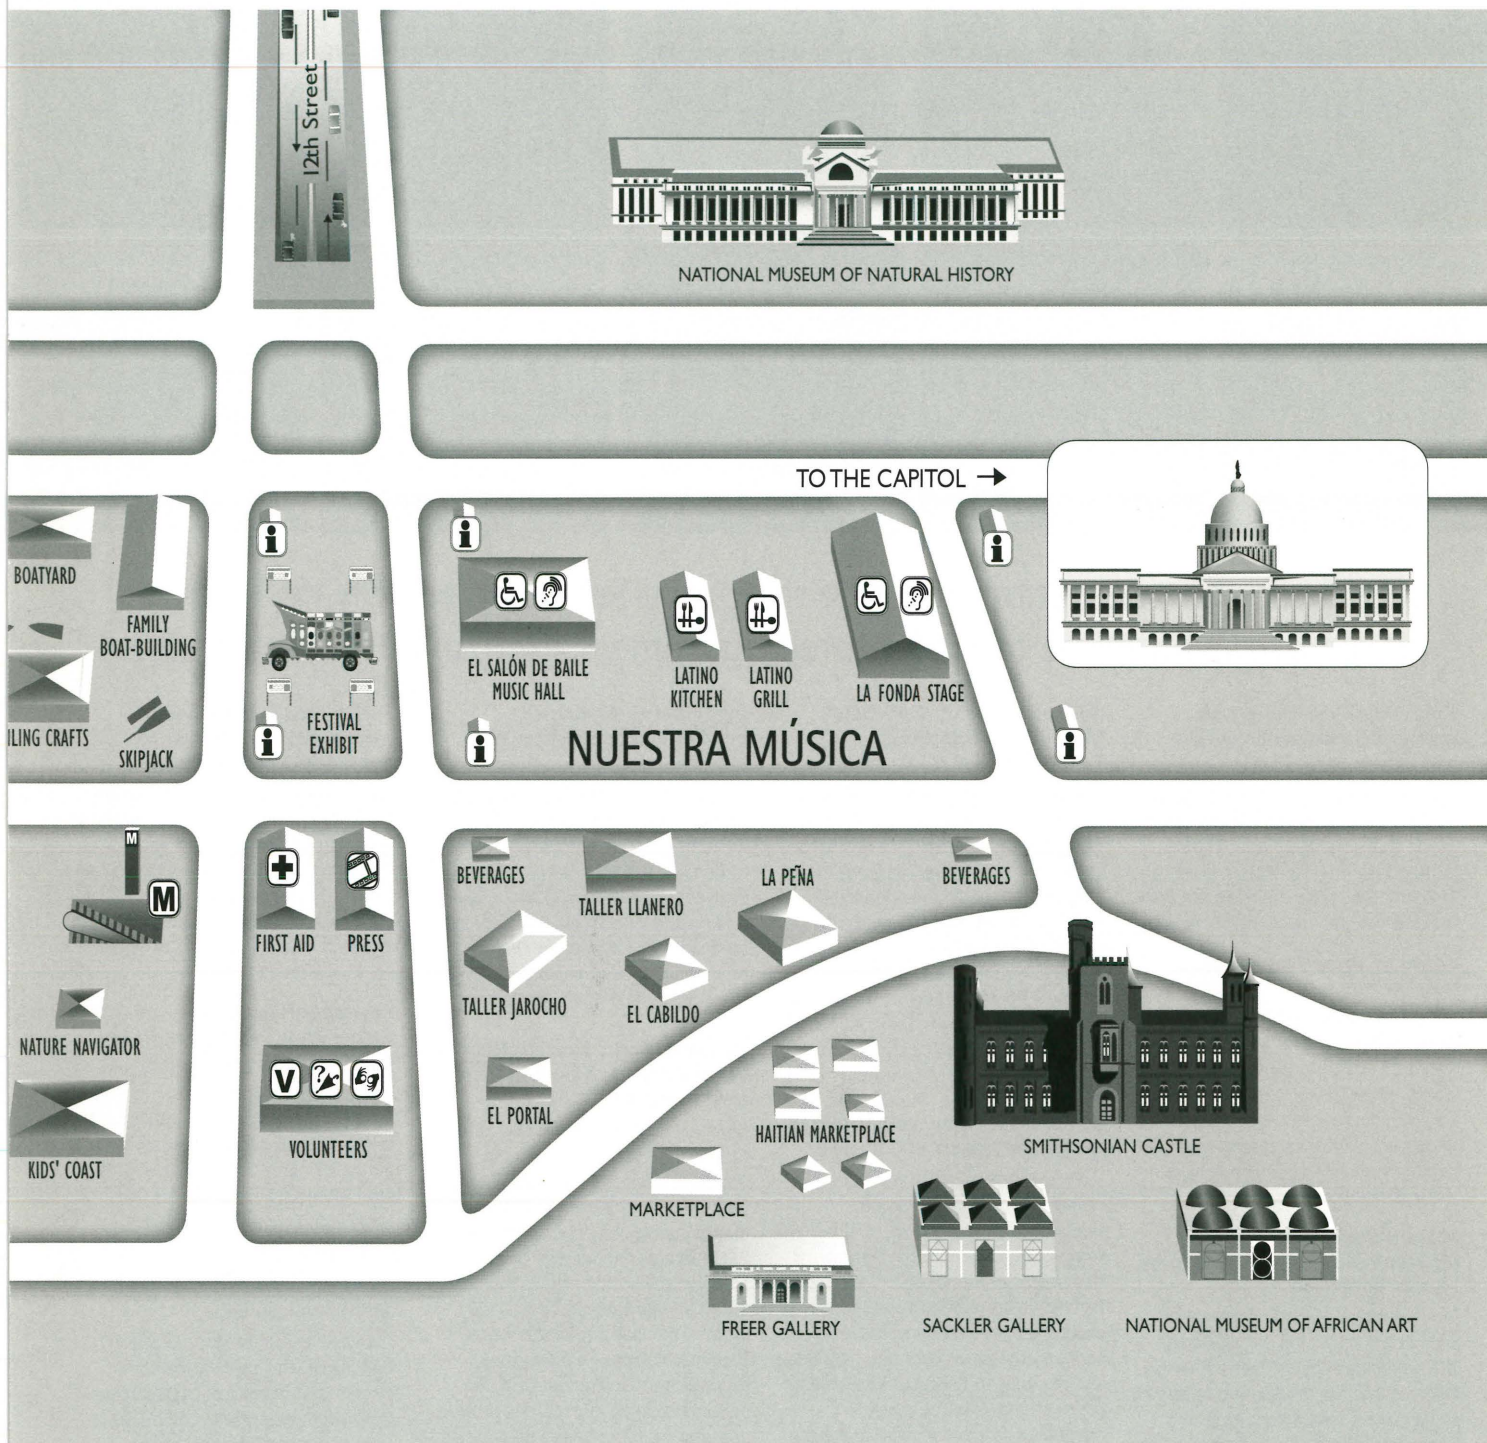 12th Street
NATIONAL MUSEUM OF NATURAL HISTORY
TO THE CAPITOL →
BOATYARD
FAMILY
BOAT-BUILDING
ILING CRAFTS
SKIPJACK
i
FESTIVAL
EXHIBIT
i
i
EL SALÓN DE BAILE
MUSIC HALL
LATINO
KITCHEN
LATINO
GRILL
LA FONDA STAGE
i
NUESTRA MÚSICA
i
i
M
M
NATURE NAVIGATOR
KIDS' COAST
FIRST AID
PRESS
V ?
VOLUNTEERS
BEVERAGES
TALLER LLANERO
LA PEÑA
BEVERAGES
TALLER JAROCHO
EL CABILDO
EL PORTAL
HAITIAN MARKETPLACE
MARKETPLACE
SMITHSONIAN CASTLE
FREER GALLERY
SACKLER GALLERY
NATIONAL MUSEUM OF AFRICAN ART